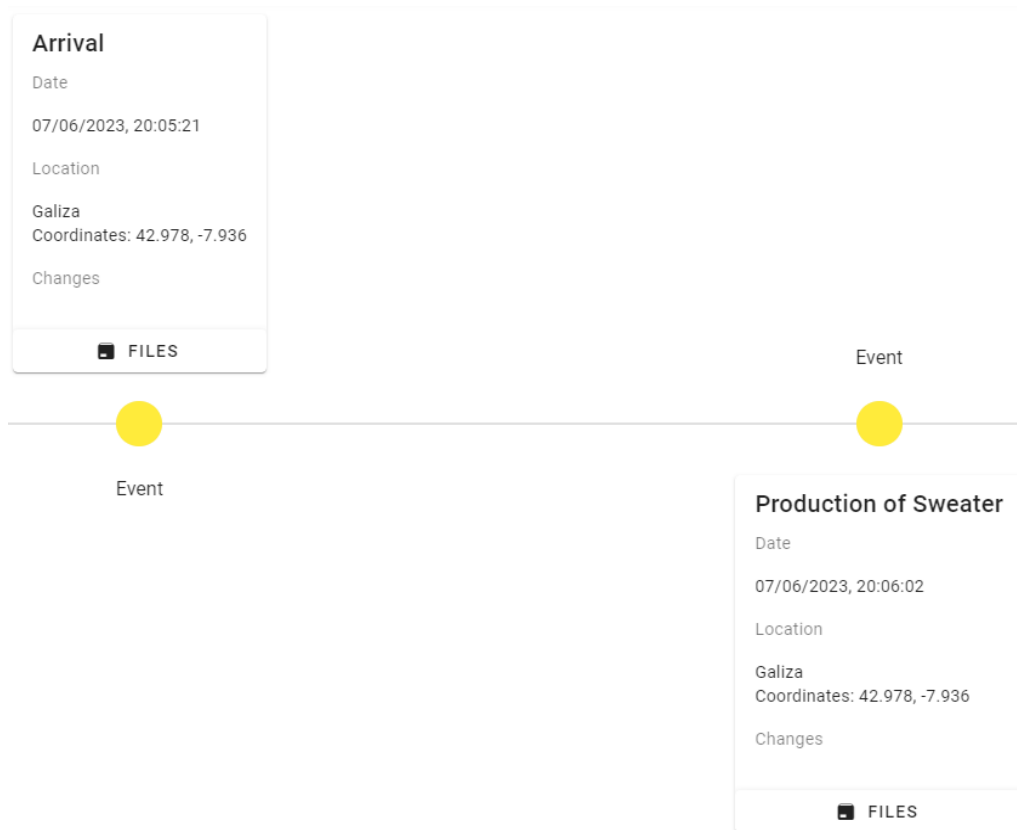 Arrival
Date
07/06/2023, 20:05:21
Location
Galiza
Coordinates: 42.978, -7.936
Changes
FILES
Event
Event
Production of Sweater
Date
07/06/2023, 20:06:02
Location
Galiza
Coordinates: 42.978, -7.936
Changes
FILES